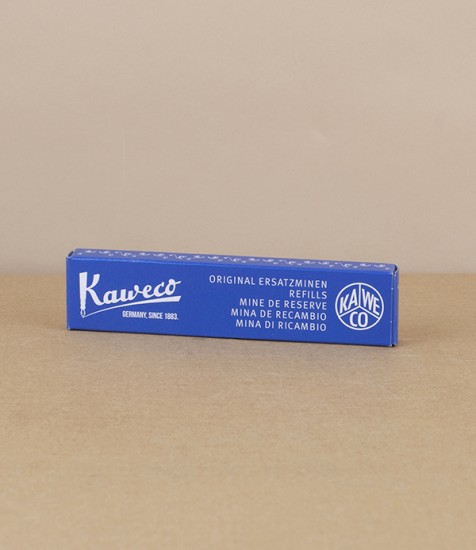 Kaweco
GERMANY, SINCE 1883.
ORIGINAL ERSATZMINEN
REFILLS
MINE DE RESERVE
MINA DE RECAMBIO
MINA DI RICAMBIO
KA WE
CO